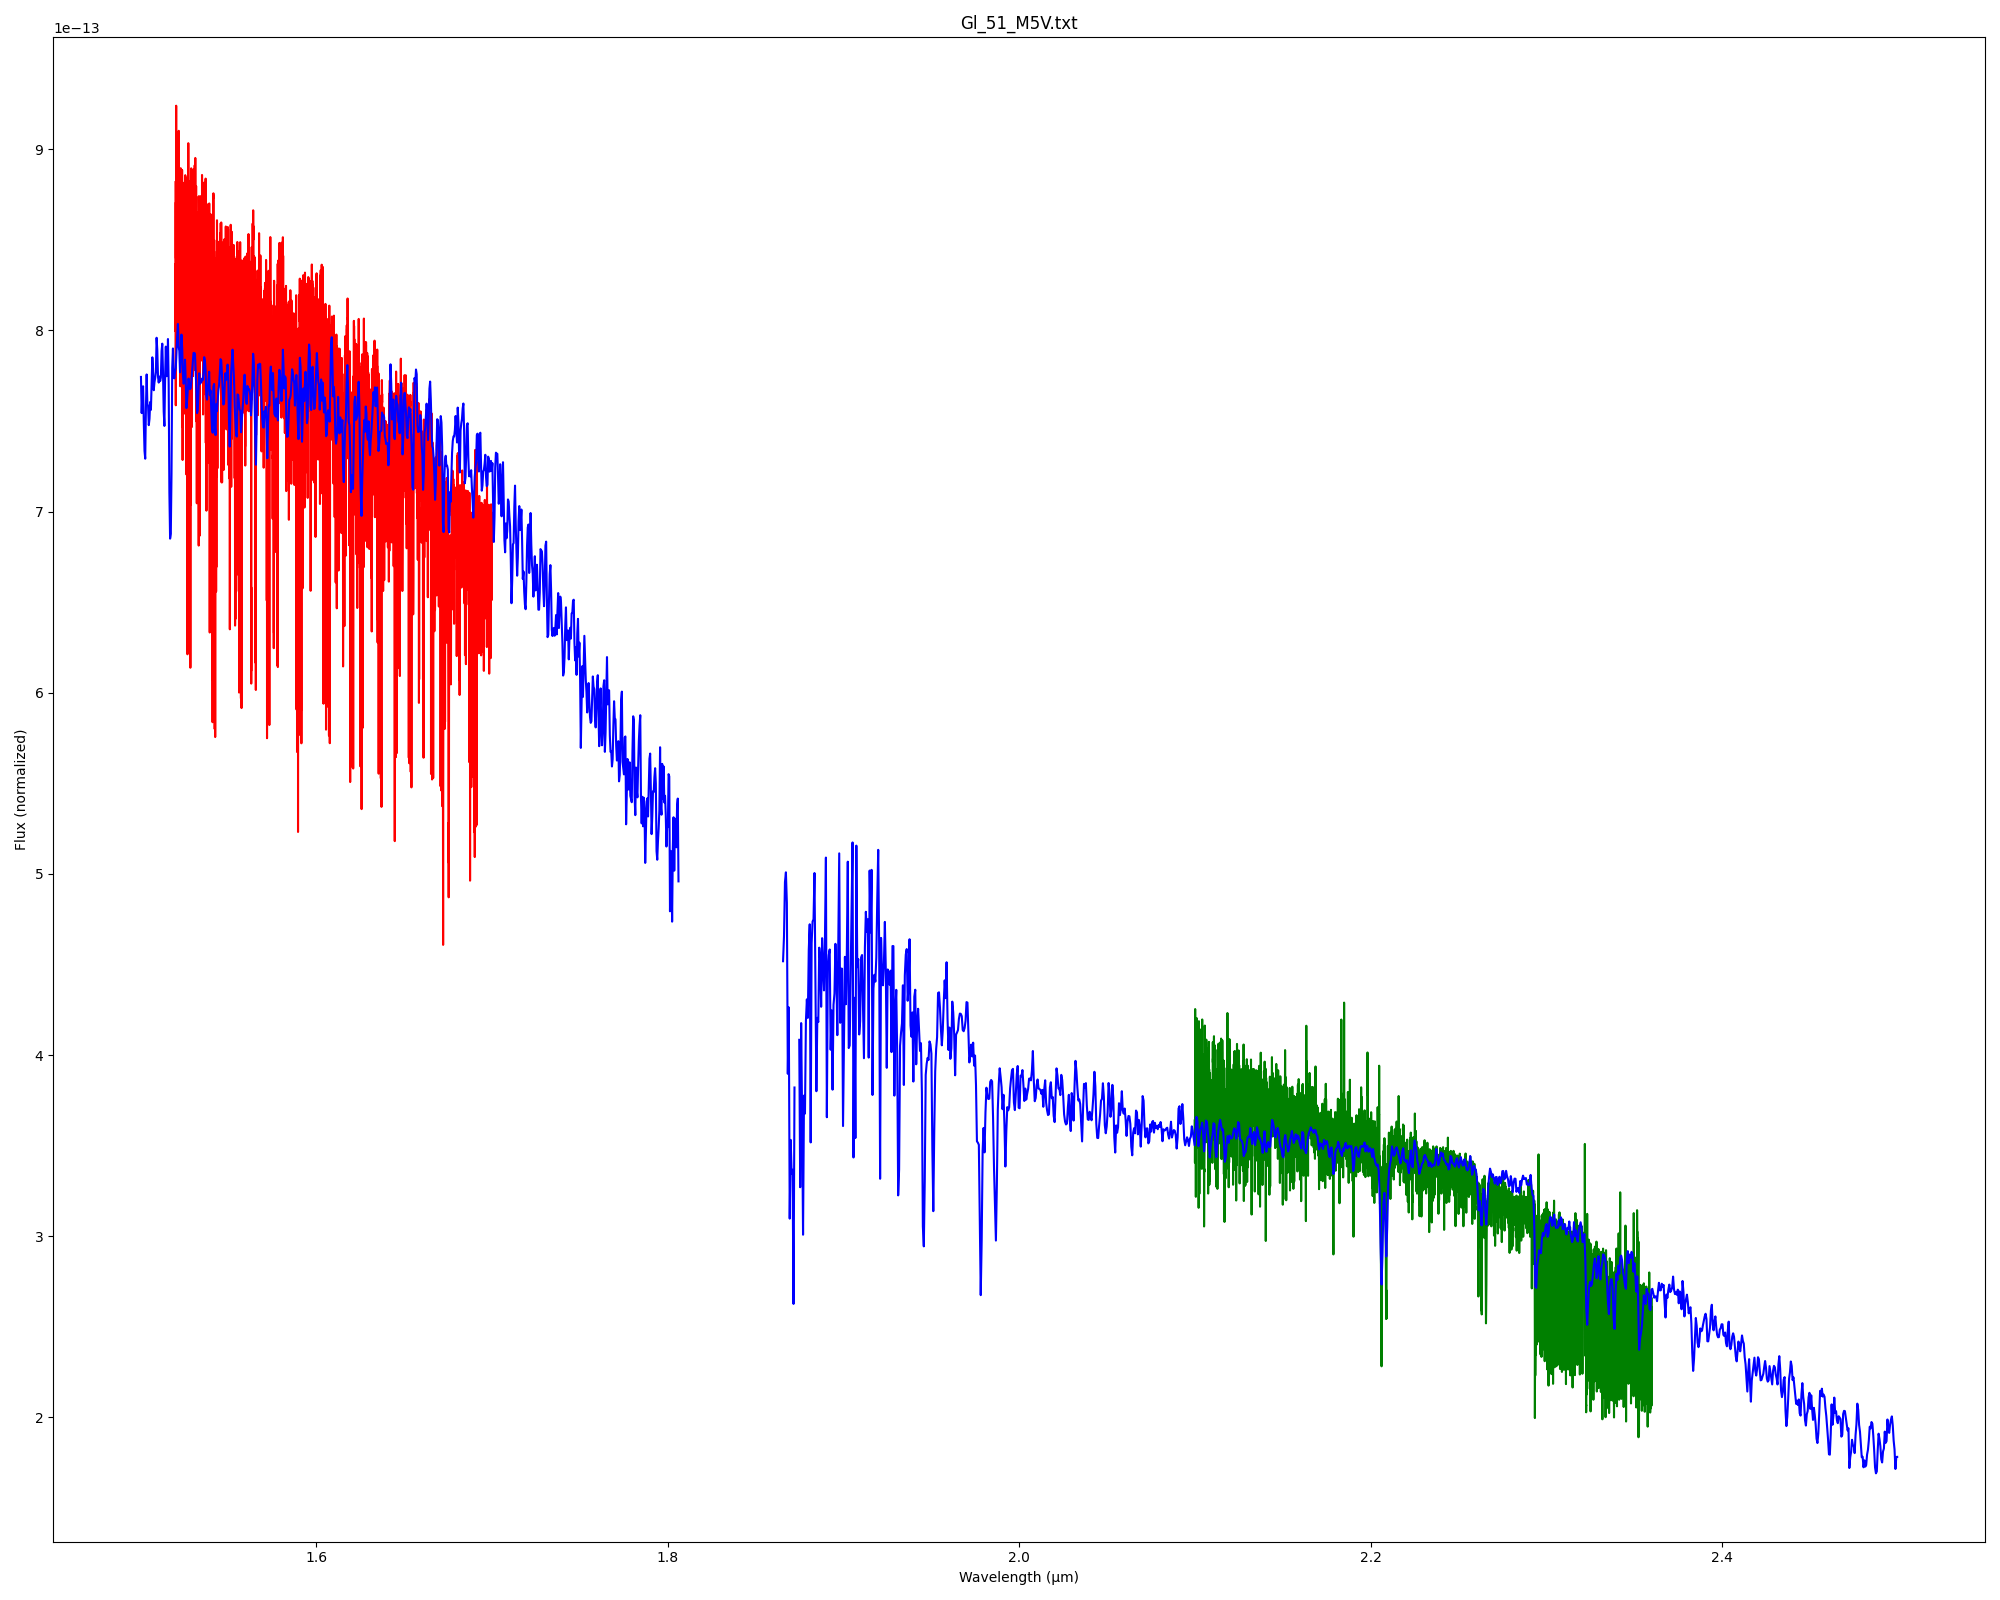 Gl_51_M5V.txt
1e−13
9
8
7
6
5
4
3
2
Flux (normalized)
1.6 1.8 2.0 2.2 2.4
Wavelength (μm)